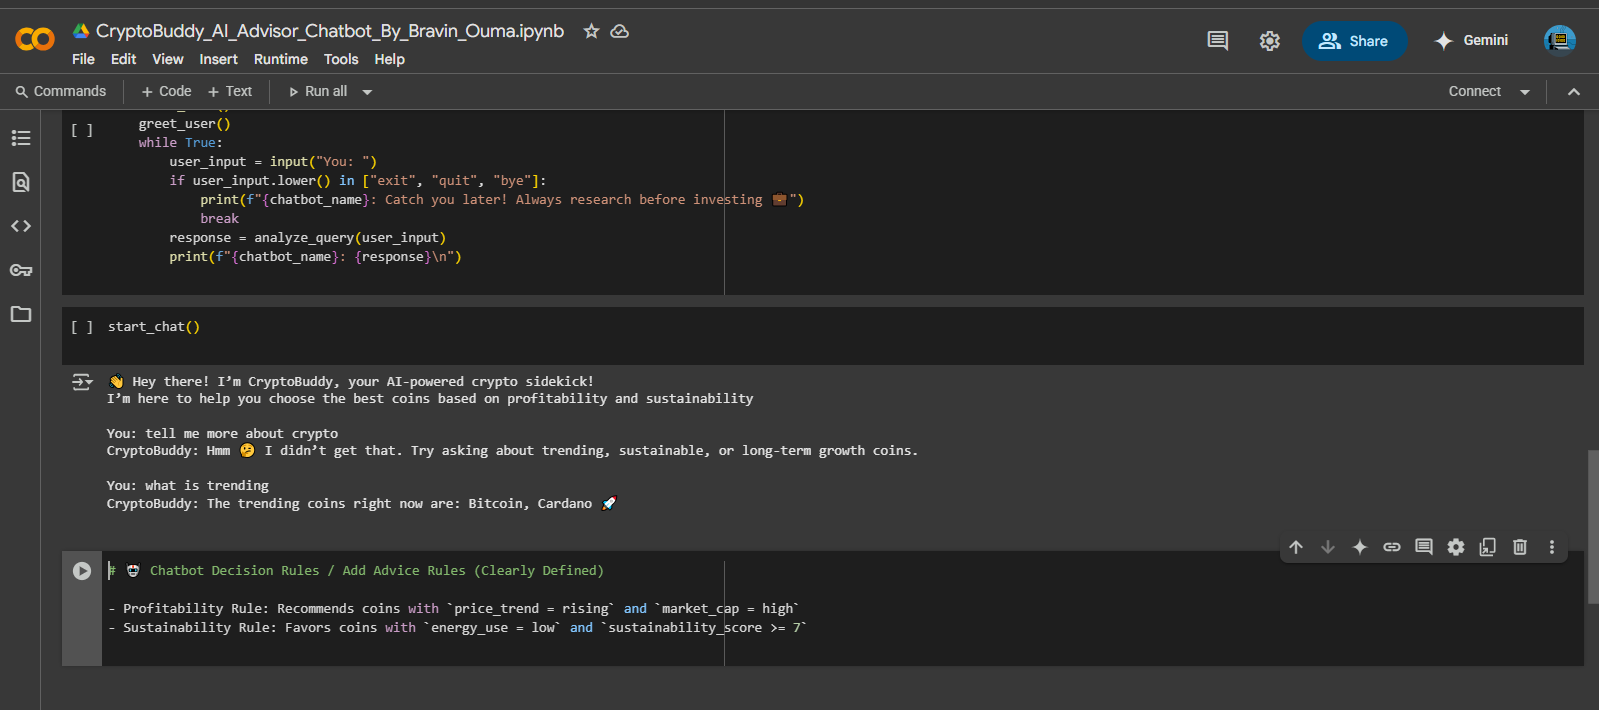 CryptoBuddy_AI_Advisor_Chatbot_By_Bravin_Ouma.ipynb
File Edit View Insert Runtime Tools Help
Share
Gemini
Commands + Code + Text Run all
Connect
[ ] greet_user()
while True:
user_input = input("You: ")
if user_input.lower() in ["exit", "quit", "bye"]:
print(f"{chatbot_name}: Catch you later! Always research before investing 💼")
break
response = analyze_query(user_input)
print(f"{chatbot_name}: {response}\n")
[ ] start_chat()
👋 Hey there! I’m CryptoBuddy, your AI-powered crypto sidekick!
I’m here to help you choose the best coins based on profitability and sustainability
You: tell me more about crypto
CryptoBuddy: Hmm 🤔 I didn’t get that. Try asking about trending, sustainable, or long-term growth coins.
You: what is trending
CryptoBuddy: The trending coins right now are: Bitcoin, Cardano 🚀
# 🤖 Chatbot Decision Rules / Add Advice Rules (Clearly Defined)
- Profitability Rule: Recommends coins with `price_trend = rising` and `market_cap = high`
- Sustainability Rule: Favors coins with `energy_use = low` and `sustainability_score >= 7`